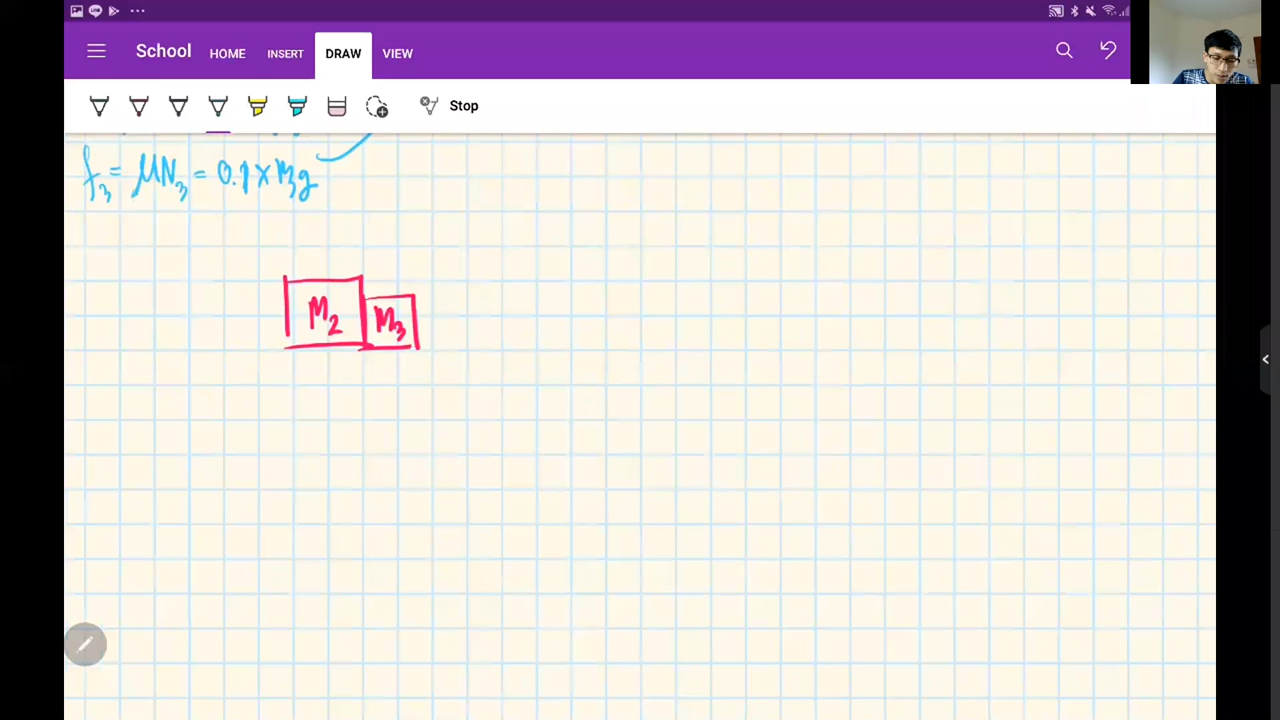 School HOME INSERT DRAW VIEW
Stop
f₃ = μN₃ = 0.1 × m₃g
M₂ M₃